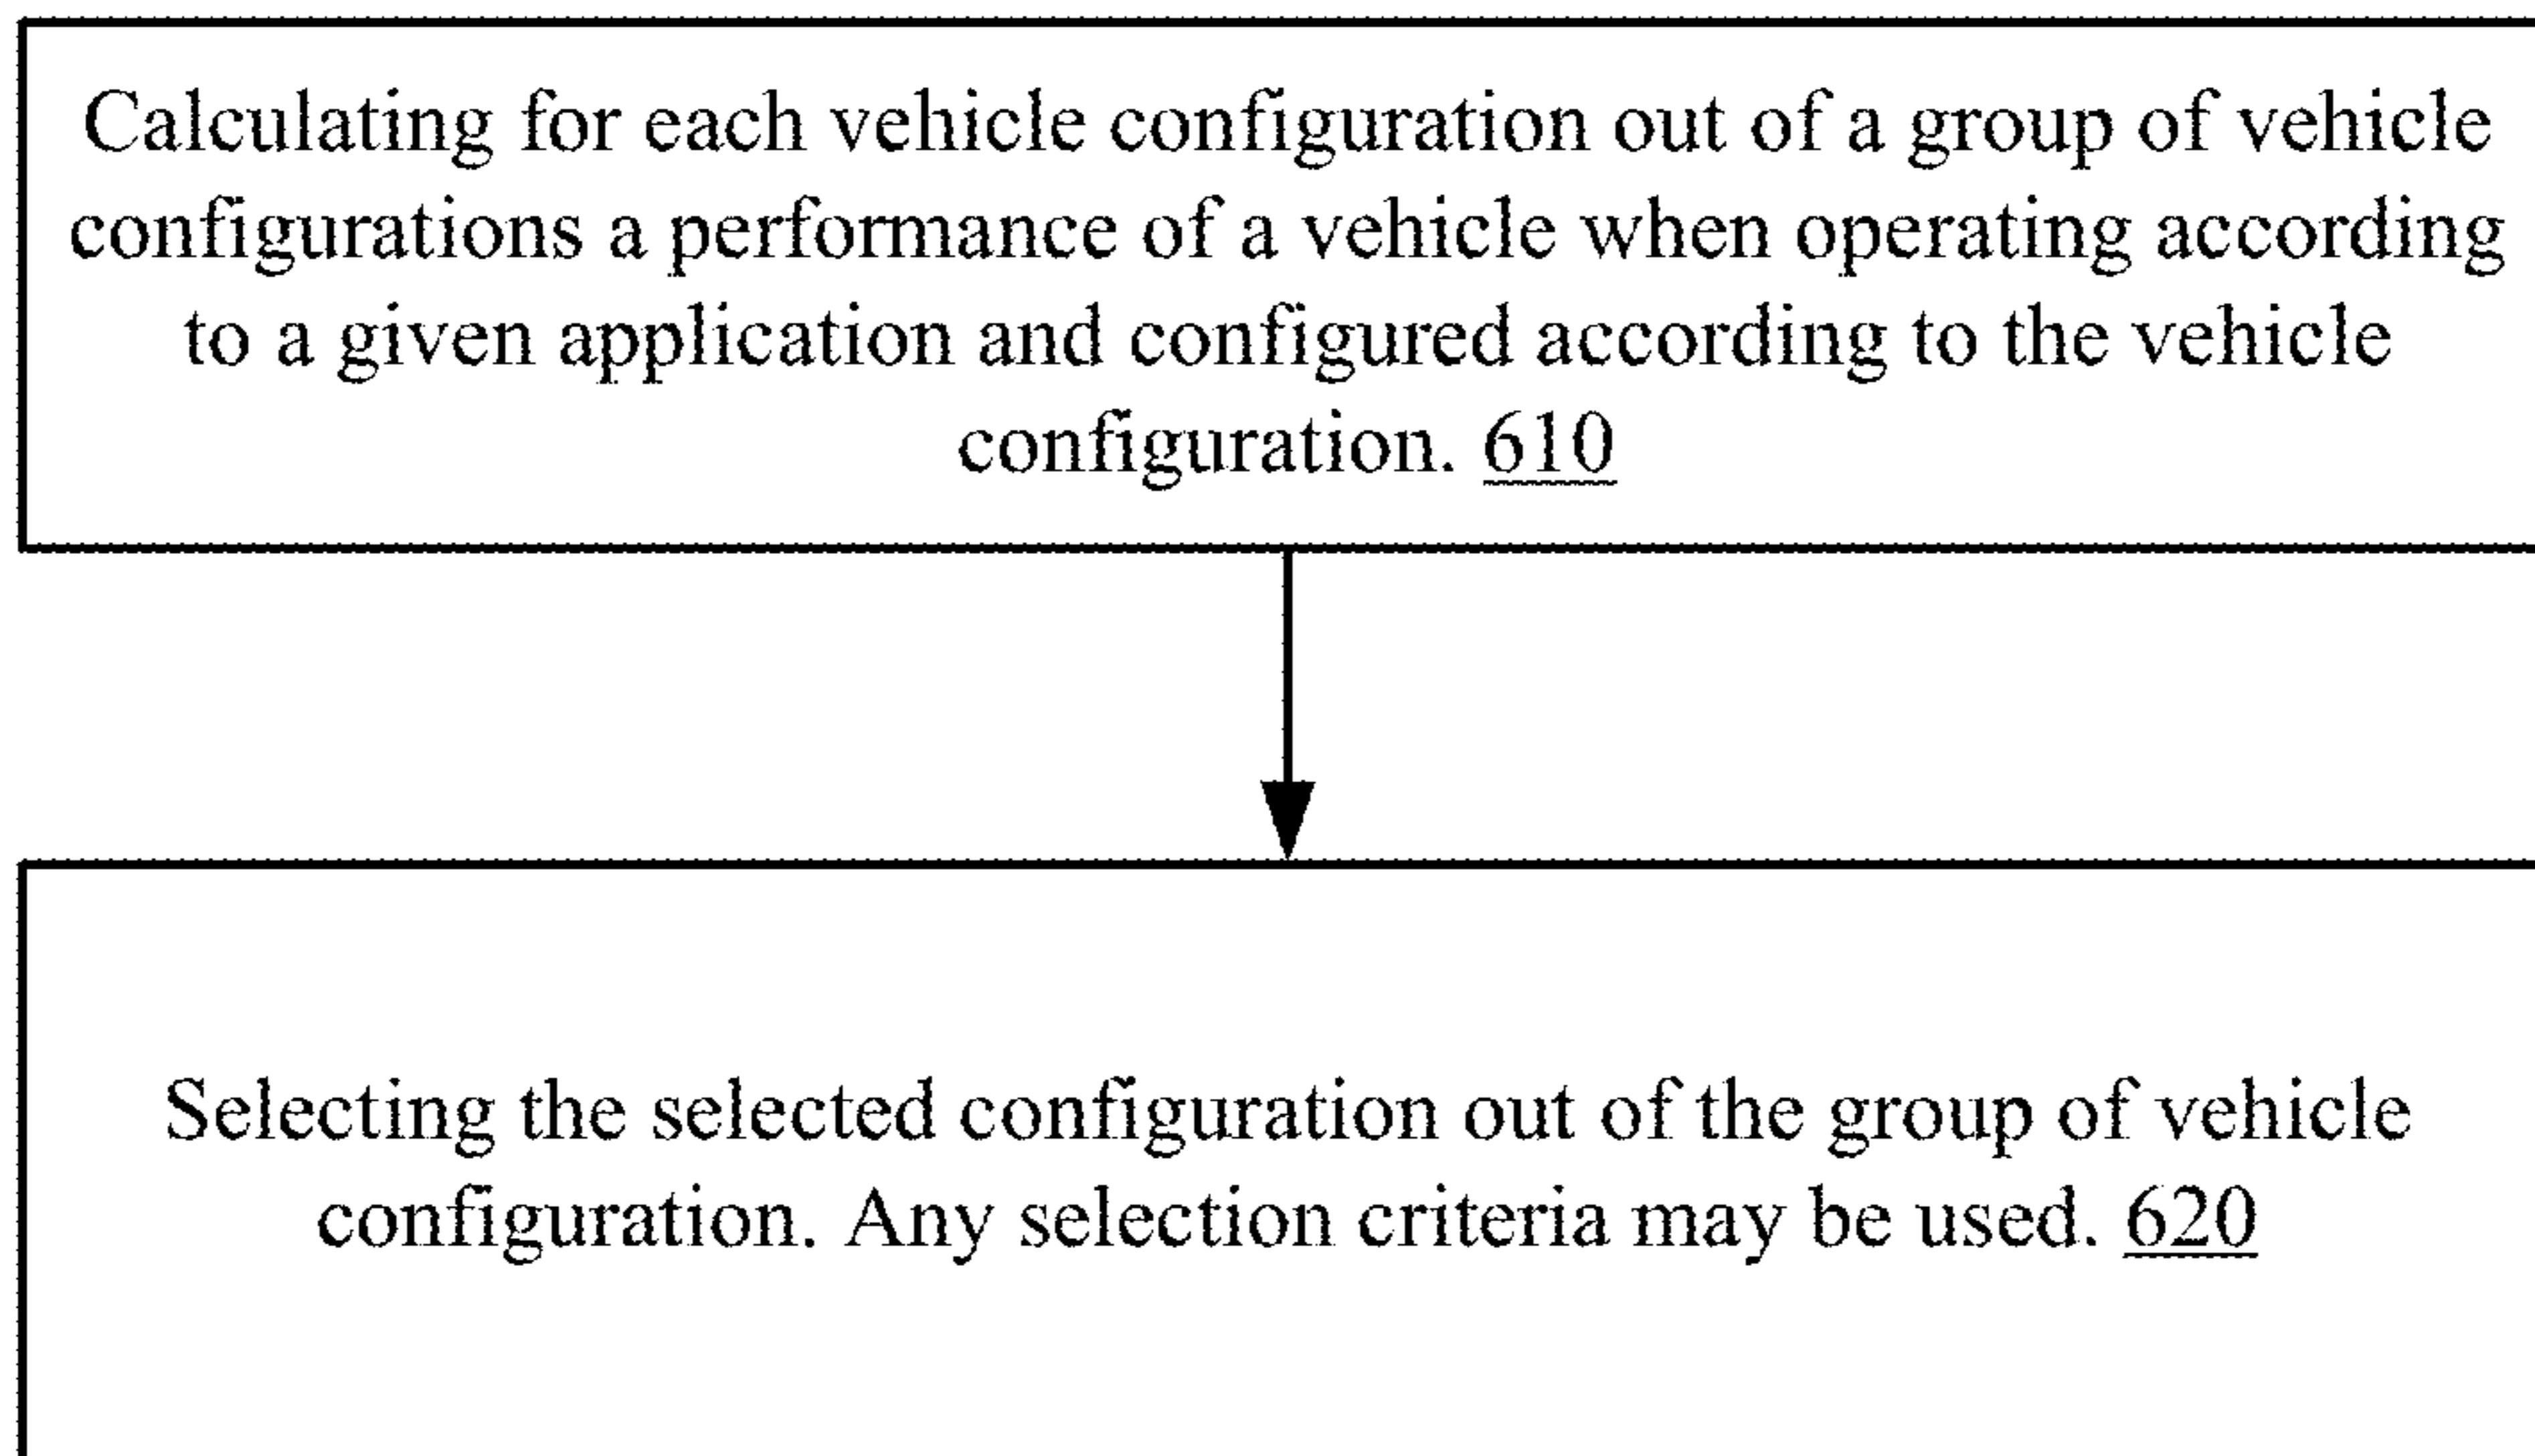 Calculating for each vehicle configuration out of a group of vehicle
configurations a performance of a vehicle when operating according
to a given application and configured according to the vehicle
configuration. 610
Selecting the selected configuration out of the group of vehicle
configuration. Any selection criteria may be used. 620